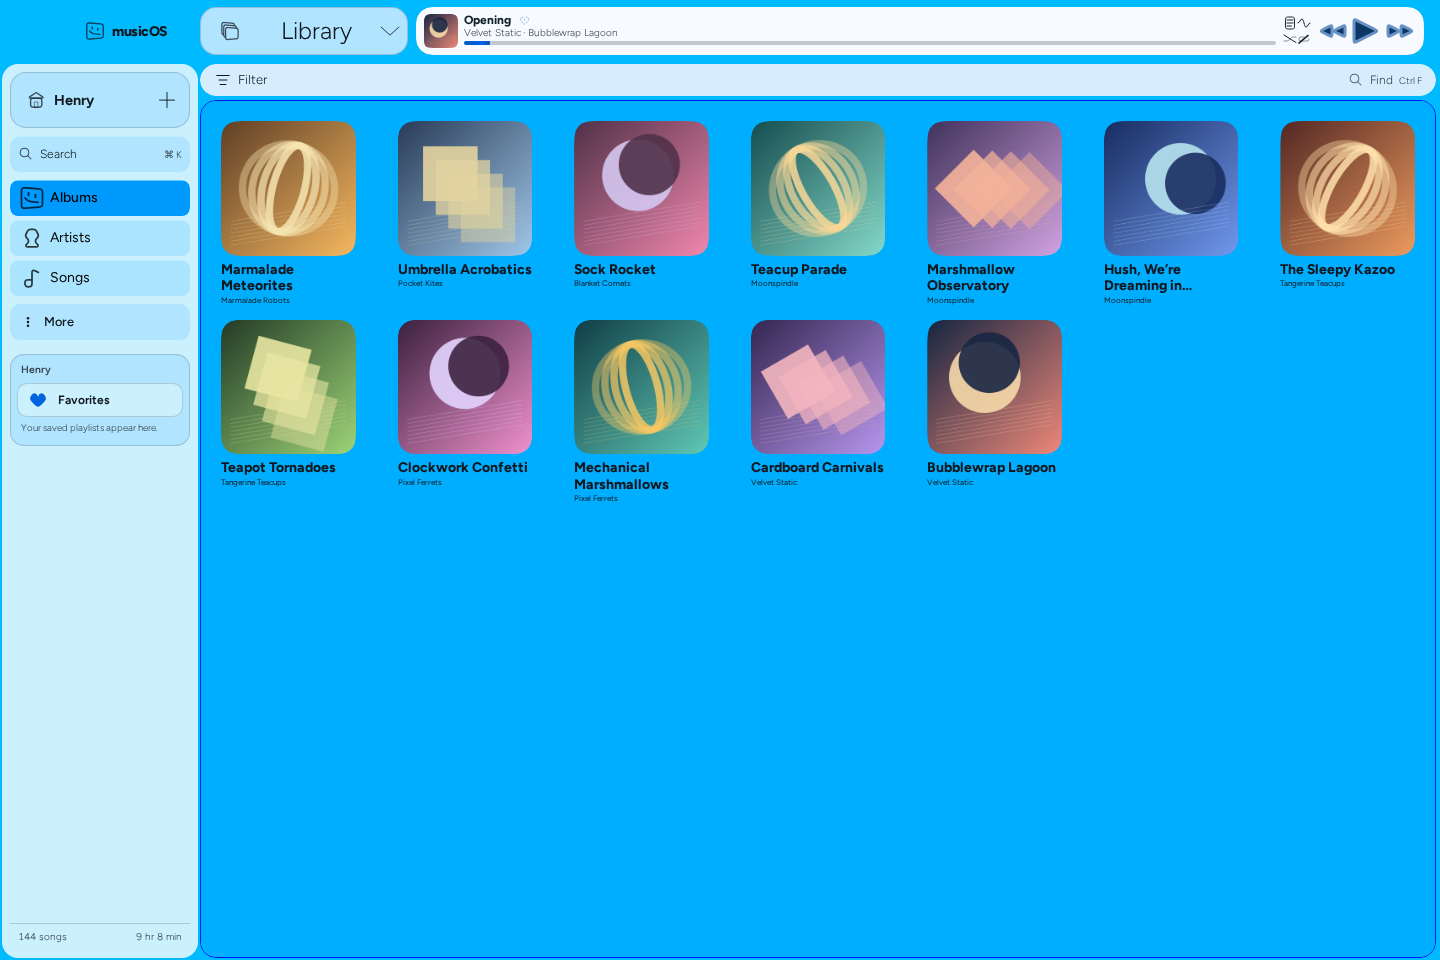 musicOS
Library
Opening
Velvet Static · Bubblewrap Lagoon
Henry
Search ⌘ K
Albums
Artists
Songs
More
Henry
Favorites
Your saved playlists appear here.
144 songs 9 hr 8 min
Filter
Find Ctrl F
Marmalade
Meteorites
Marmalade Robots
Umbrella Acrobatics
Pocket Kites
Sock Rocket
Blanket Comets
Teacup Parade
Moonspindle
Marshmallow
Observatory
Moonspindle
Hush, We’re
Dreaming in...
Moonspindle
The Sleepy Kazoo
Tangerine Teacups
Teapot Tornadoes
Tangerine Teacups
Clockwork Confetti
Pixel Ferrets
Mechanical
Marshmallows
Pixel Ferrets
Cardboard Carnivals
Velvet Static
Bubblewrap Lagoon
Velvet Static